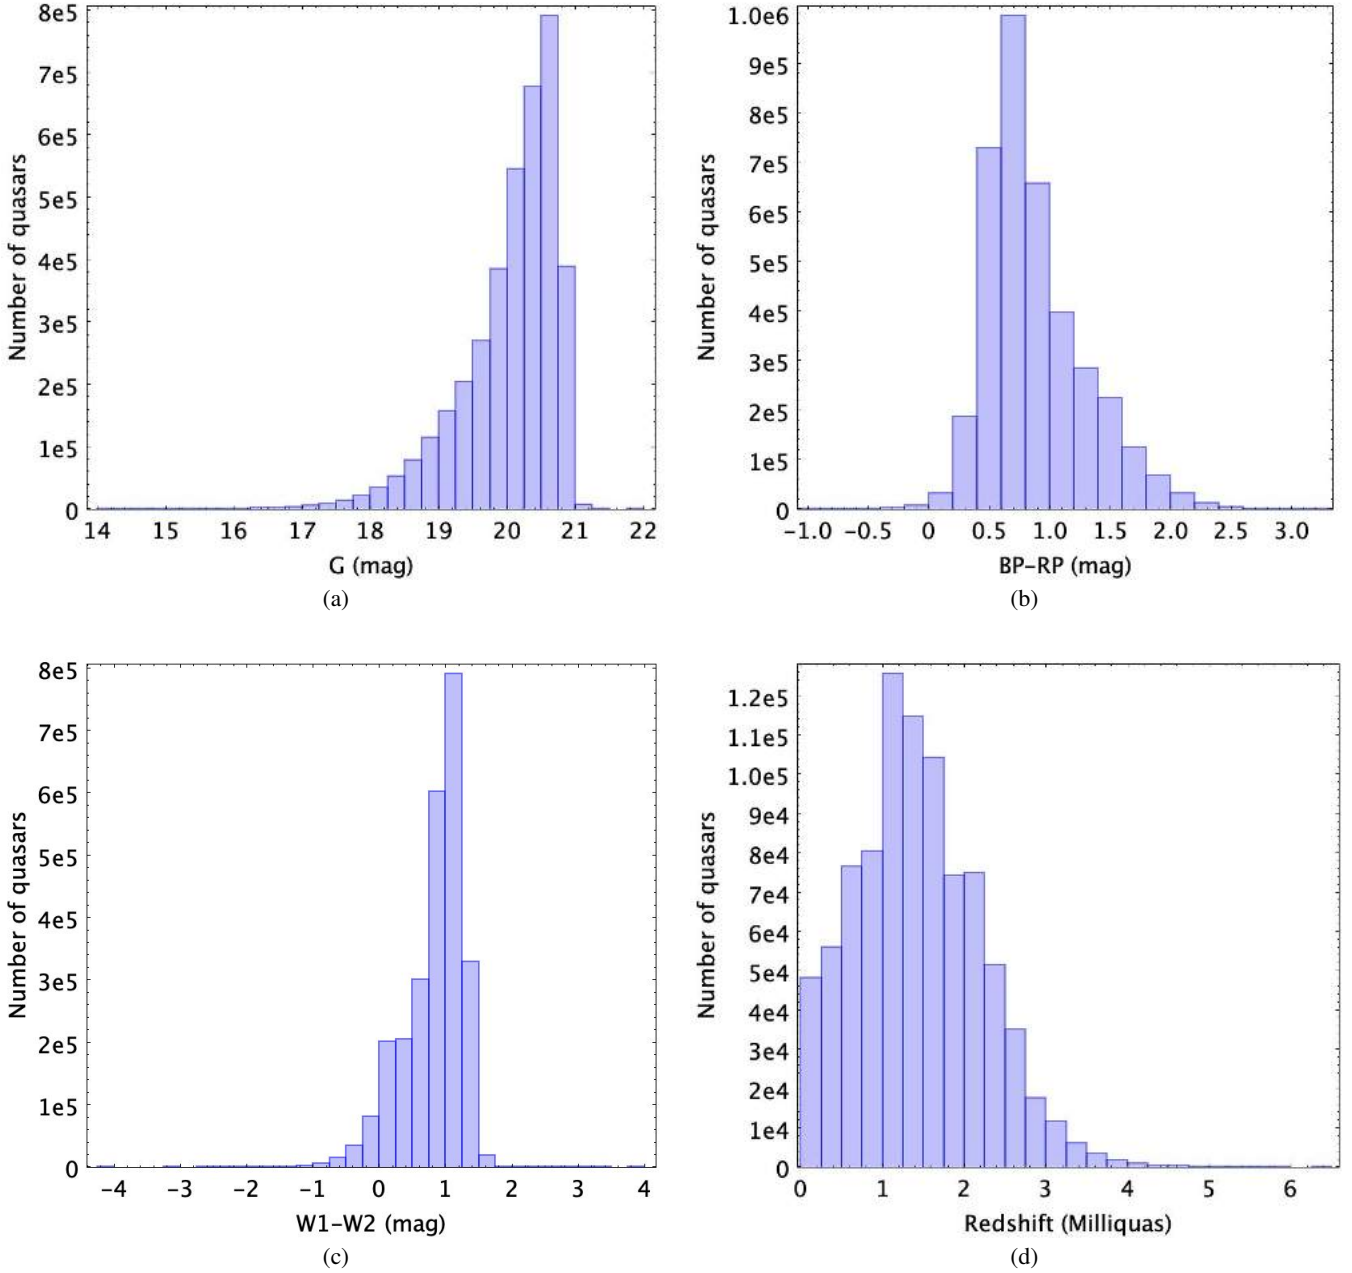 8e5
7e5
6e5
5e5
4e5
3e5
2e5
1e5
0
Number of quasars
14 15 16 17 18 19 20 21 22
G (mag)
(a)
1.0e6
9e5
8e5
7e5
6e5
5e5
4e5
3e5
2e5
1e5
0
Number of quasars
-1.0 -0.5 0 0.5 1.0 1.5 2.0 2.5 3.0
BP-RP (mag)
(b)
8e5
7e5
6e5
5e5
4e5
3e5
2e5
1e5
0
Number of quasars
-4 -3 -2 -1 0 1 2 3 4
W1-W2 (mag)
(c)
1.2e5
1.1e5
1.0e5
9e4
8e4
7e4
6e4
5e4
4e4
3e4
2e4
1e4
0
Number of quasars
0 1 2 3 4 5 6
Redshift (Milliquas)
(d)